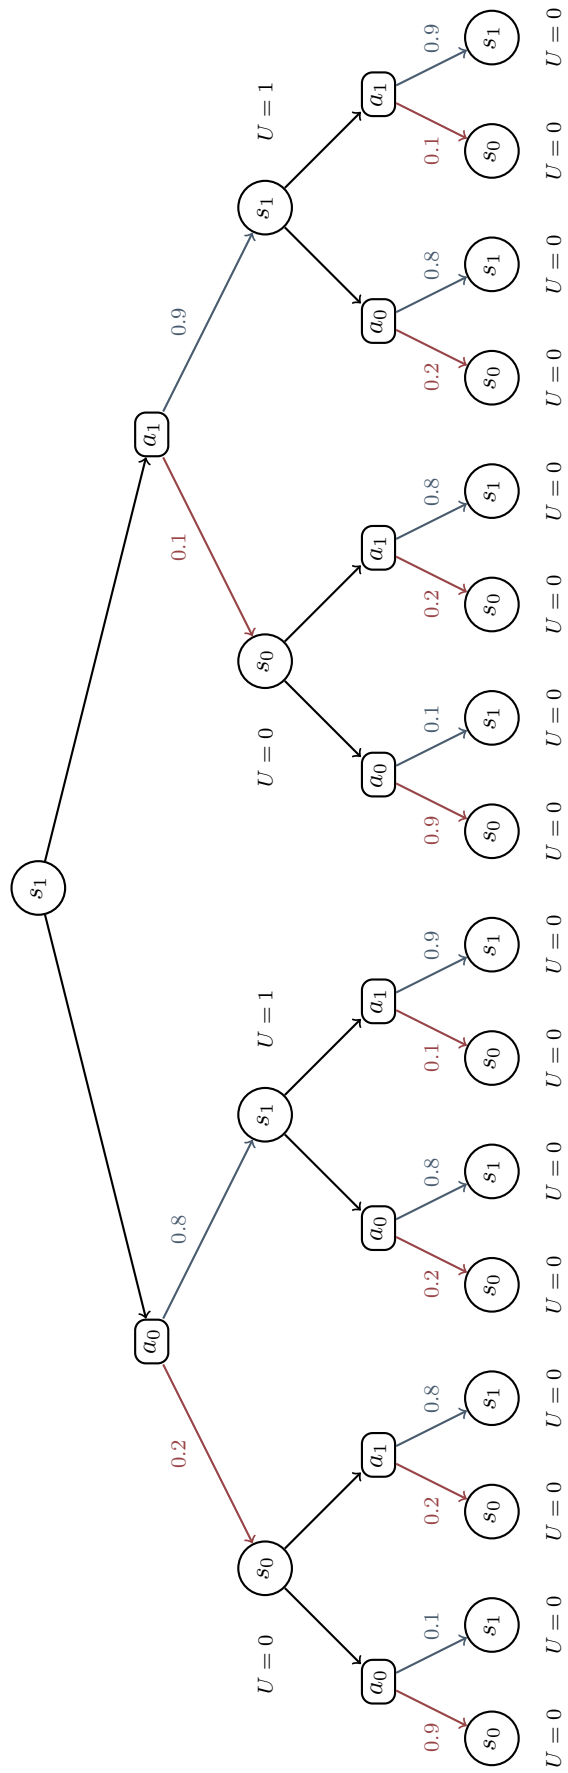 s₁
a₀ a₁
0.2 0.8 0.1 0.9
U = 0 s₀ s₁ U = 1 U = 0 s₀ s₁ U = 1
a₀ a₁ a₀ a₁ a₀ a₁ a₀ a₁
0.9 0.1 0.2 0.8 0.2 0.8 0.1 0.9 0.9 0.1 0.2 0.8 0.2 0.8 0.1 0.9
s₀ s₁ s₀ s₁ s₀ s₁ s₀ s₁ s₀ s₁ s₀ s₁ s₀ s₁ s₀ s₁
U = 0 U = 0 U = 0 U = 0 U = 0 U = 0 U = 0 U = 0 U = 0 U = 0 U = 0 U = 0 U = 0 U = 0 U = 0 U = 0